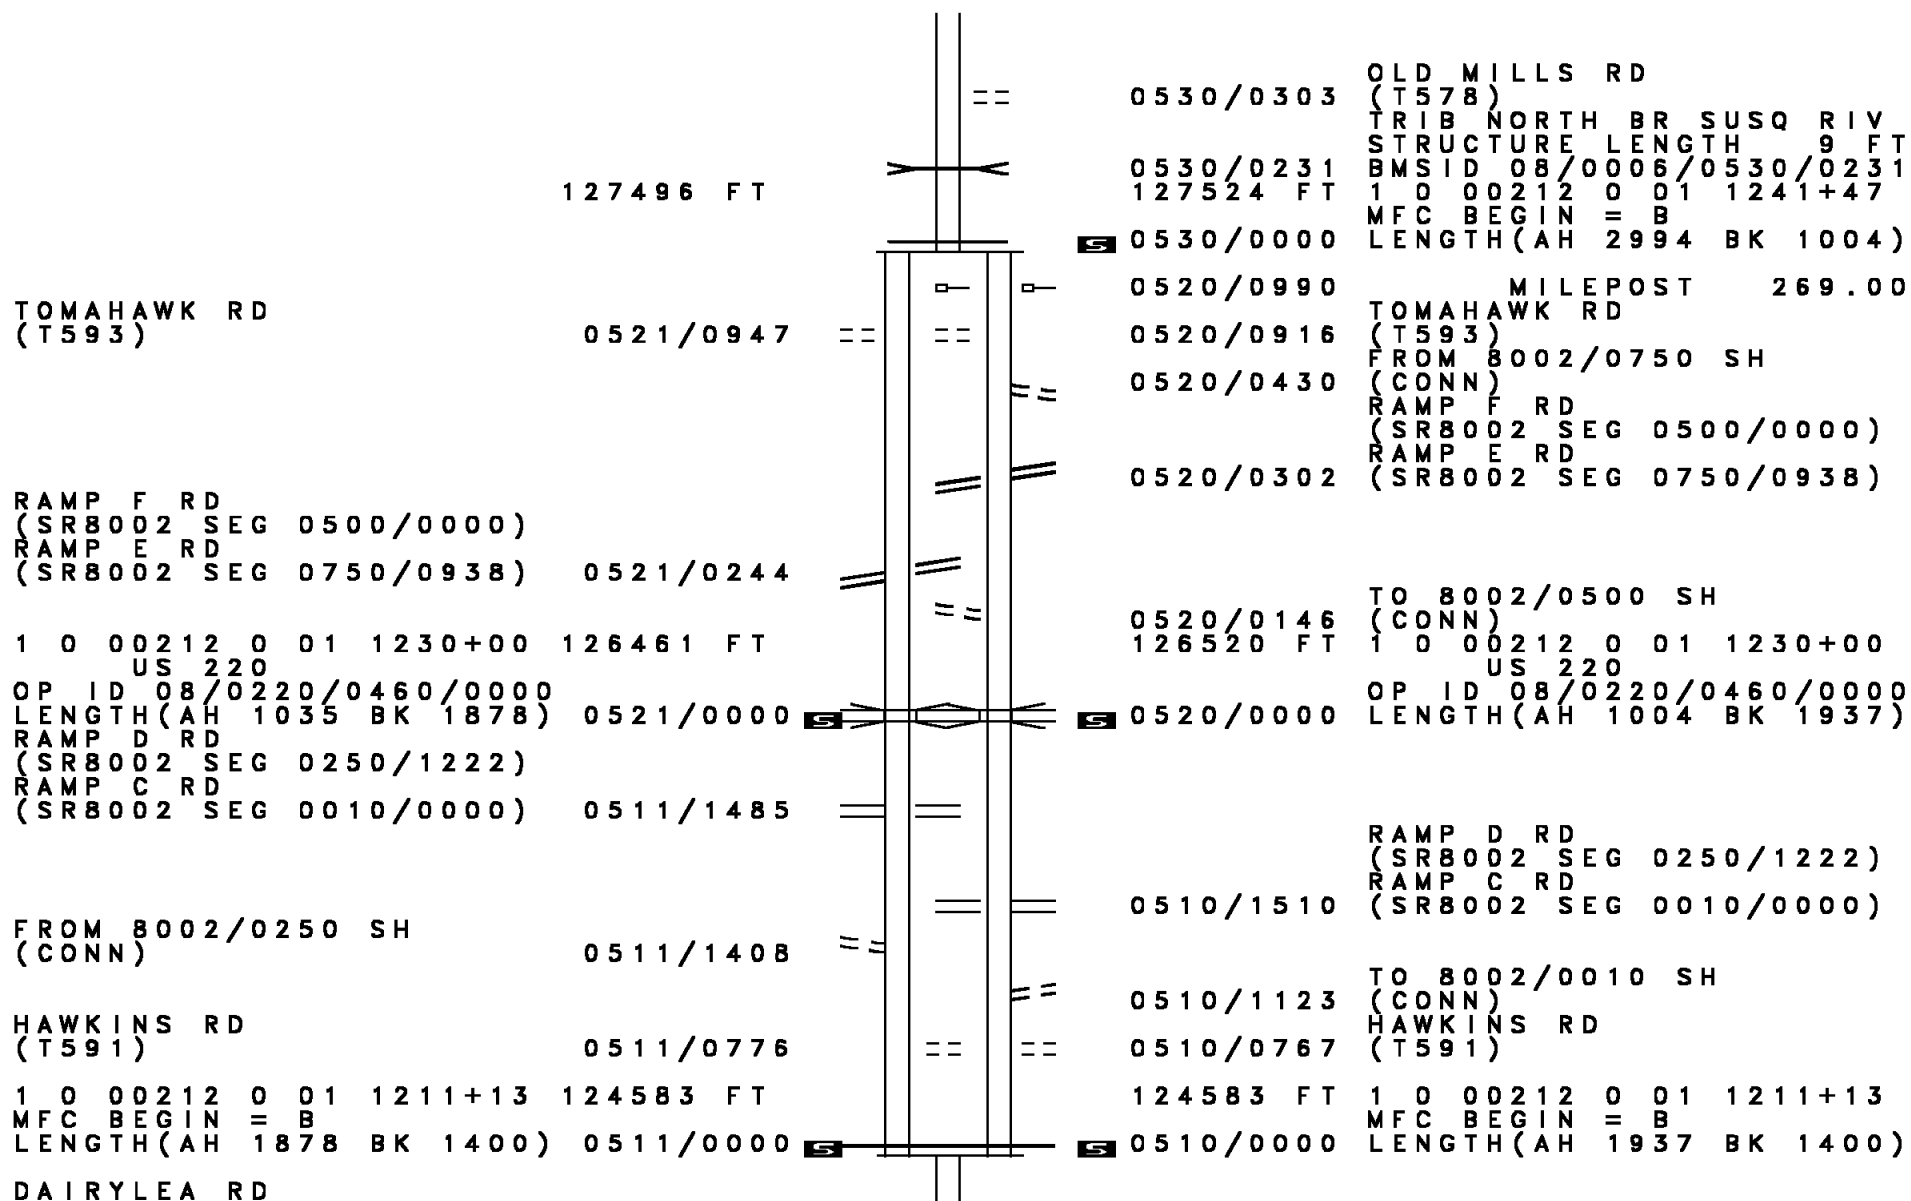 OLD MILLS RD
0530/0303 (T578)
TRIB NORTH BR SUSQ RIV
STRUCTURE LENGTH 9 FT
0530/0231 BMSID 08/0006/0530/0231
127496 FT 127524 FT 1 0 00212 0 01 1241+47
MFC BEGIN = B
S 0530/0000 LENGTH(AH 2994 BK 1004)
0520/0990 MILEPOST 269.00
TOMAHAWK RD
(T593) 0521/0947
TOMAHAWK RD
0520/0916 (T593)
FROM 8002/0750 SH
0520/0430 (CONN)
RAMP F RD
(SR8002 SEG 0500/0000)
RAMP E RD
0520/0302 (SR8002 SEG 0750/0938)
RAMP F RD
(SR8002 SEG 0500/0000)
RAMP E RD
(SR8002 SEG 0750/0938) 0521/0244
TO 8002/0500 SH
0520/0146 (CONN)
1 0 00212 0 01 1230+00 126461 FT
US 220
OP ID 08/0220/0460/0000
LENGTH(AH 1035 BK 1878) 0521/0000 S
126520 FT 1 0 00212 0 01 1230+00
US 220
OP ID 08/0220/0460/0000
S 0520/0000 LENGTH(AH 1004 BK 1937)
RAMP D RD
(SR8002 SEG 0250/1222)
RAMP C RD
(SR8002 SEG 0010/0000) 0511/1485
RAMP D RD
(SR8002 SEG 0250/1222)
RAMP C RD
0510/1510 (SR8002 SEG 0010/0000)
FROM 8002/0250 SH
(CONN) 0511/1408
TO 8002/0010 SH
0510/1123 (CONN)
HAWKINS RD
(T591) 0511/0776
HAWKINS RD
0510/0767 (T591)
1 0 00212 0 01 1211+13 124583 FT
MFC BEGIN = B
LENGTH(AH 1878 BK 1400) 0511/0000 S
124583 FT 1 0 00212 0 01 1211+13
MFC BEGIN = B
S 0510/0000 LENGTH(AH 1937 BK 1400)
DAIRYLEA RD